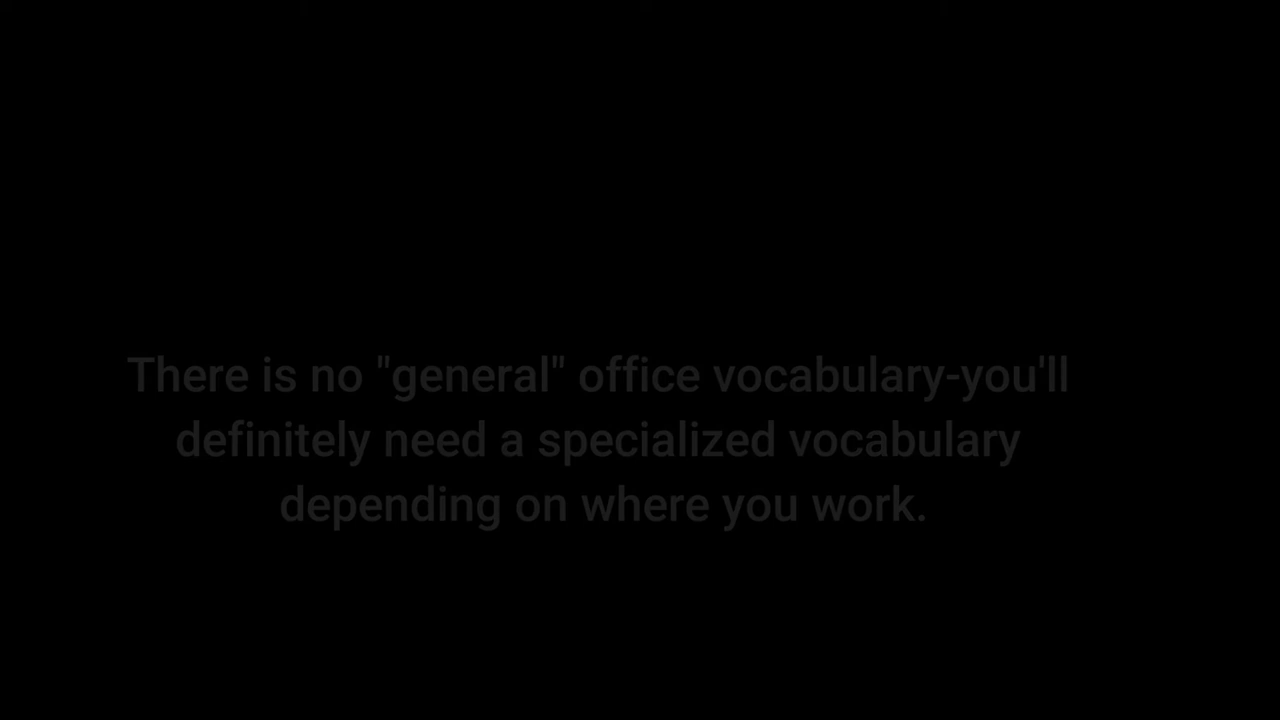 There is no "general" office vocabulary-you'll
definitely need a specialized vocabulary
depending on where you work.